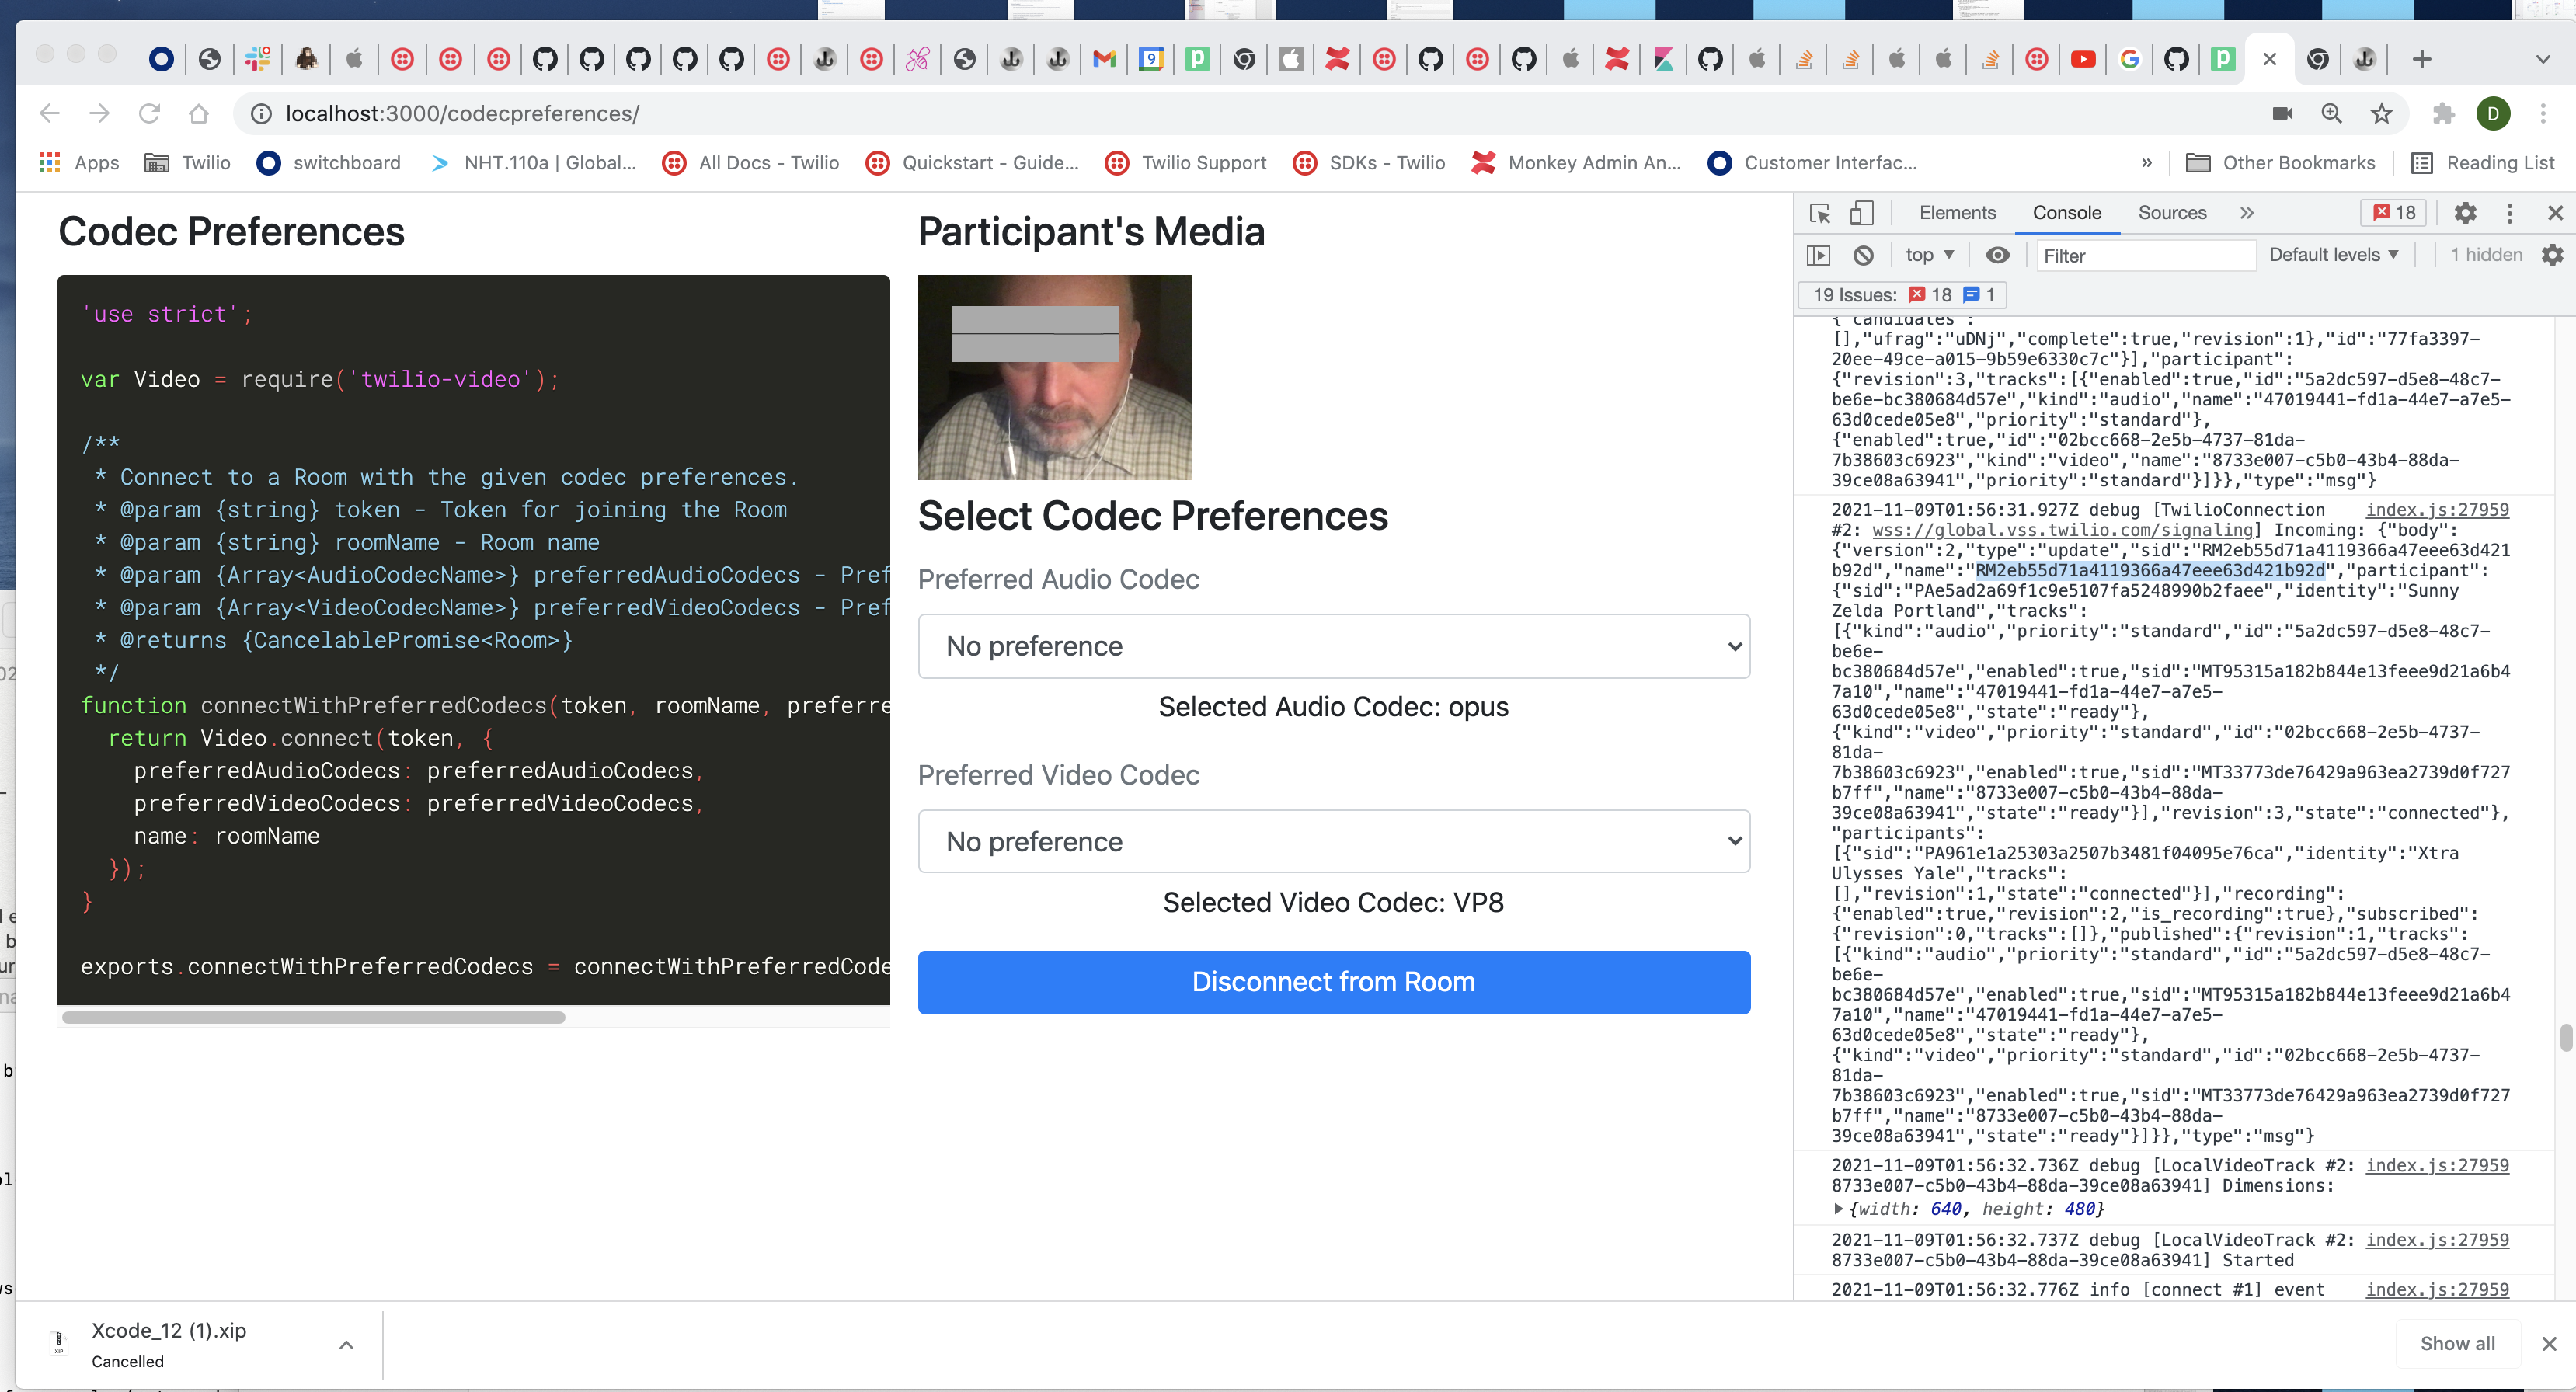 localhost:3000/codecpreferences/
D
Apps
Twilio
switchboard
NHT.110a | Global...
All Docs - Twilio
Quickstart - Guide...
Twilio Support
SDKs - Twilio
Monkey Admin An...
Customer Interfac...
»
Other Bookmarks
Reading List
Codec Preferences
'use strict';
var Video = require('twilio-video');
/**
* Connect to a Room with the given codec preferences.
* @param {string} token - Token for joining the Room
* @param {string} roomName - Room name
* @param {Array<AudioCodecName>} preferredAudioCodecs - Pref
* @param {Array<VideoCodecName>} preferredVideoCodecs - Pref
* @returns {CancelablePromise<Room>}
*/
function connectWithPreferredCodecs(token, roomName, preferre
return Video.connect(token, {
preferredAudioCodecs: preferredAudioCodecs,
preferredVideoCodecs: preferredVideoCodecs,
name: roomName
});
}
exports.connectWithPreferredCodecs = connectWithPreferredCode
Participant's Media
Select Codec Preferences
Preferred Audio Codec
No preference
Selected Audio Codec: opus
Preferred Video Codec
No preference
Selected Video Codec: VP8
Disconnect from Room
Elements
Console
Sources
»
18
top
Filter
Default levels
1 hidden
19 Issues: 18 1
{"candidates":
[],"ufrag":"uDNj","complete":true,"revision":1},"id":"77fa3397-
20ee-49ce-a015-9b59e6330c7c"}],"participant":
{"revision":3,"tracks":[{"enabled":true,"id":"5a2dc597-d5e8-48c7-
be6e-bc380684d57e","kind":"audio","name":"47019441-fd1a-44e7-a7e5-
63d0cede05e8","priority":"standard"},
{"enabled":true,"id":"02bcc668-2e5b-4737-81da-
7b38603c6923","kind":"video","name":"8733e007-c5b0-43b4-88da-
39ce08a63941","priority":"standard"}]}},"type":"msg"}
2021-11-09T01:56:31.927Z debug [TwilioConnection index.js:27959
#2: wss://global.vss.twilio.com/signaling] Incoming: {"body":
{"version":2,"type":"update","sid":"RM2eb55d71a4119366a47eee63d421
b92d","name":"RM2eb55d71a4119366a47eee63d421b92d","participant":
{"sid":"PAe5ad2a69f1c9e5107fa5248990b2faee","identity":"Sunny
Zelda Portland","tracks":
[{"kind":"audio","priority":"standard","id":"5a2dc597-d5e8-48c7-
be6e-
bc380684d57e","enabled":true,"sid":"MT95315a182b844e13feee9d21a6b4
7a10","name":"47019441-fd1a-44e7-a7e5-
63d0cede05e8","state":"ready"},
{"kind":"video","priority":"standard","id":"02bcc668-2e5b-4737-
81da-
7b38603c6923","enabled":true,"sid":"MT33773de76429a963ea2739d0f727
b7ff","name":"8733e007-c5b0-43b4-88da-
39ce08a63941","state":"ready"}],"revision":3,"state":"connected"},
"participants":
[{"sid":"PA961e1a25303a2507b3481f04095e76ca","identity":"Xtra
Ulysses Yale","tracks":
[],"revision":1,"state":"connected"}],"recording":
{"enabled":true,"revision":2,"is_recording":true},"subscribed":
{"revision":0,"tracks":[]},"published":{"revision":1,"tracks":
[{"kind":"audio","priority":"standard","id":"5a2dc597-d5e8-48c7-
be6e-
bc380684d57e","enabled":true,"sid":"MT95315a182b844e13feee9d21a6b4
7a10","name":"47019441-fd1a-44e7-a7e5-
63d0cede05e8","state":"ready"},
{"kind":"video","priority":"standard","id":"02bcc668-2e5b-4737-
81da-
7b38603c6923","enabled":true,"sid":"MT33773de76429a963ea2739d0f727
b7ff","name":"8733e007-c5b0-43b4-88da-
39ce08a63941","state":"ready"}]}},"type":"msg"}
2021-11-09T01:56:32.736Z debug [LocalVideoTrack #2: index.js:27959
8733e007-c5b0-43b4-88da-39ce08a63941] Dimensions:
{width: 640, height: 480}
2021-11-09T01:56:32.737Z debug [LocalVideoTrack #2: index.js:27959
8733e007-c5b0-43b4-88da-39ce08a63941] Started
2021-11-09T01:56:32.776Z info [connect #1] event index.js:27959
Xcode_12 (1).xip
Cancelled
Show all